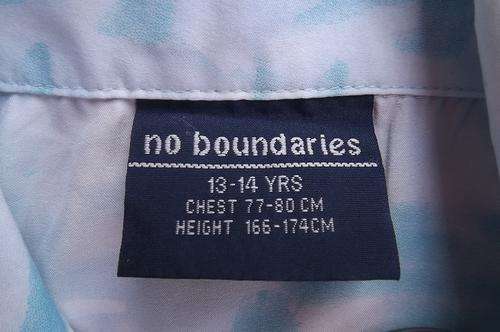 no boundaries
13-14 YRS
CHEST 77-80 CM
HEIGHT 166-174CM